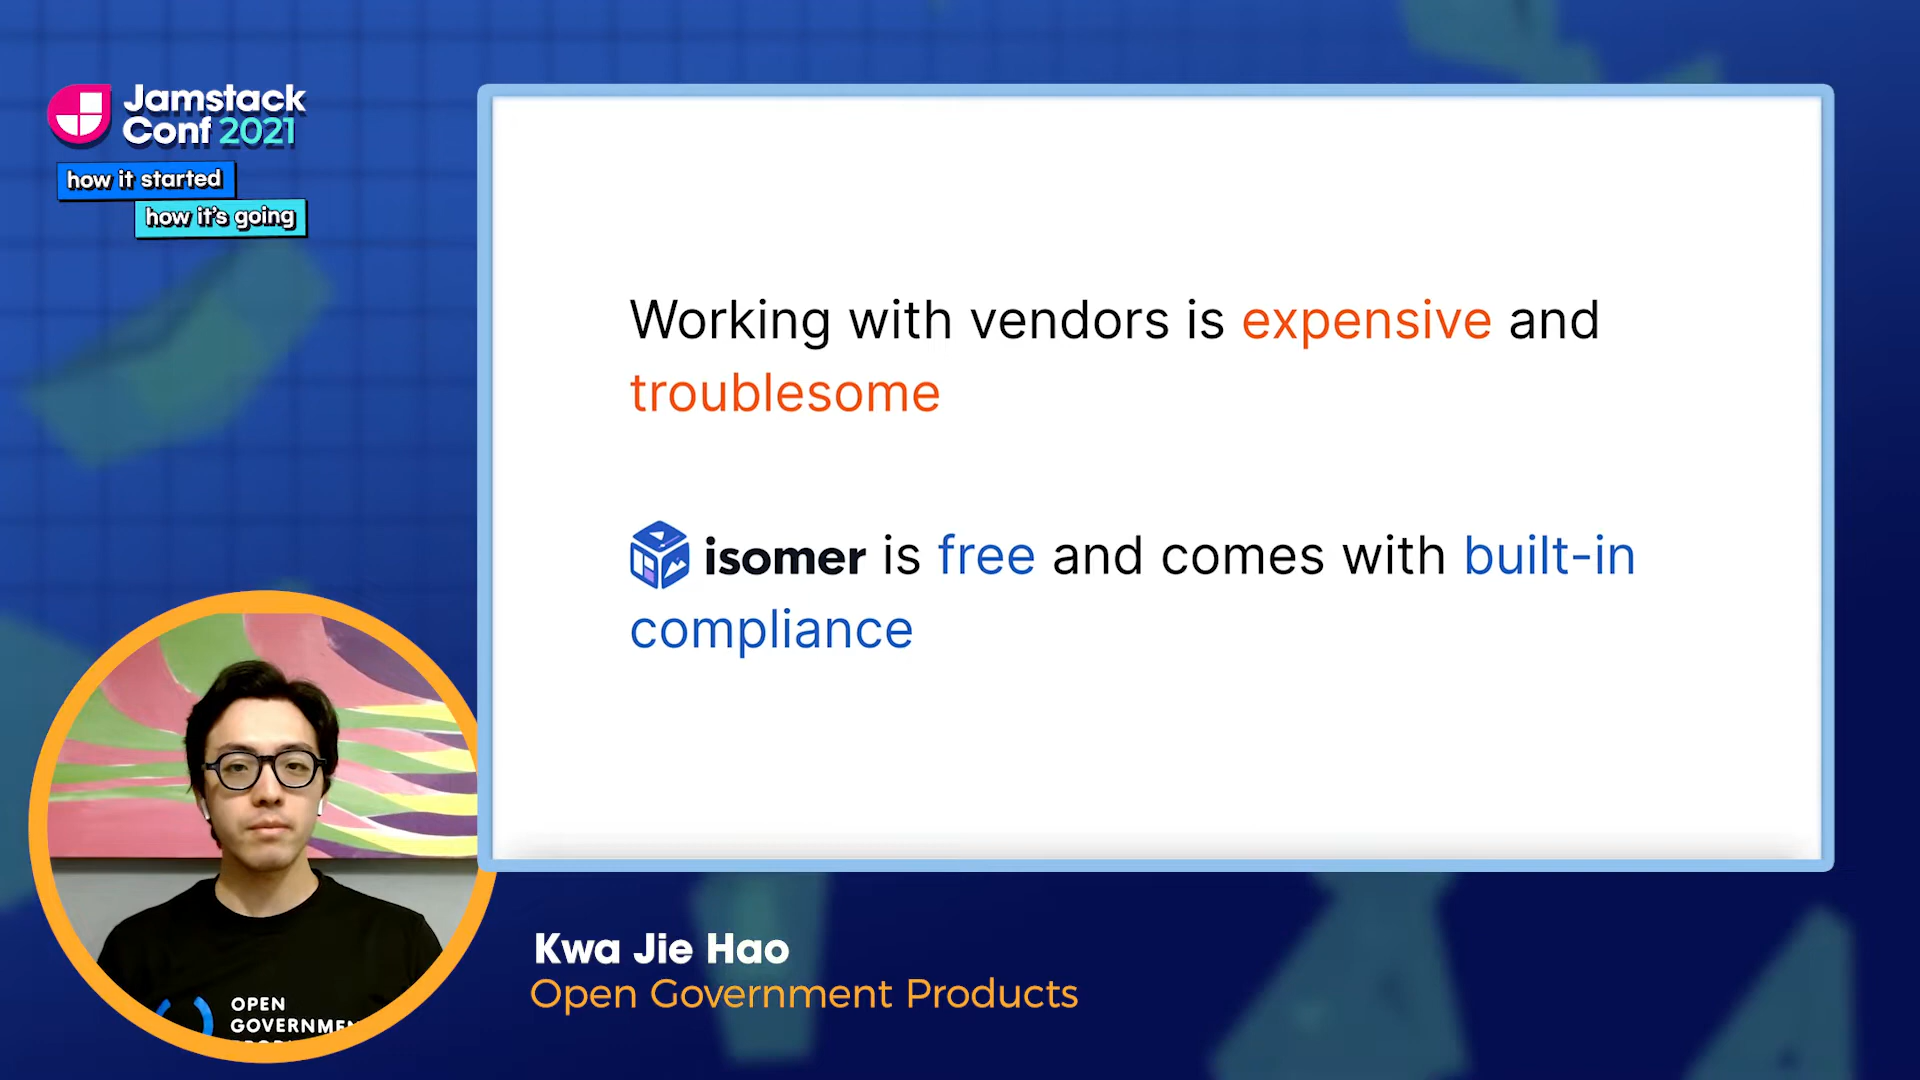 Jamstack
Conf 2021
how it started
how it's going
Working with vendors is expensive and
troublesome
isomer is free and comes with built-in
compliance
OPEN
GOVERNMEN
Kwa Jie Hao
Open Government Products